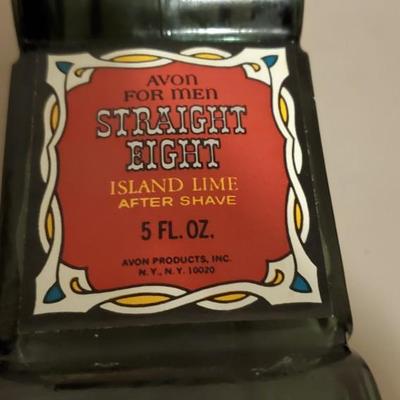 AVON
FOR MEN
STRAIGHT
EIGHT
ISLAND LIME
AFTER SHAVE
5 FL. OZ.
AVON PRODUCTS, INC.
N.Y., N.Y. 10020